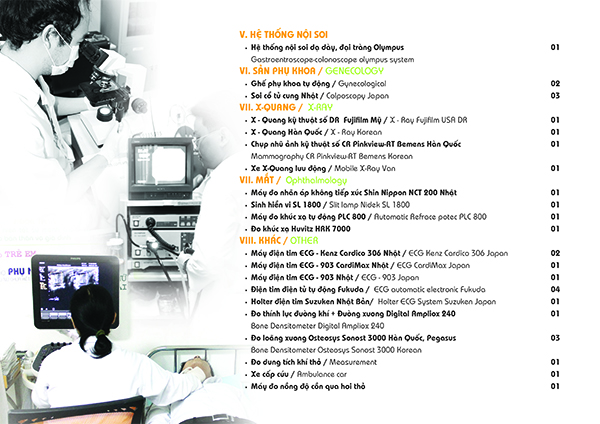 V. HỆ THỐNG NỘI SOI
• Hệ thống nội soi dạ dày, đại tràng Olympus 01
Gastroentroscope-colonoscope olympus system
VI. SẢN PHỤ KHOA / GENECOLOGY
• Ghế phụ khoa tự động / Gynecological 02
• Soi cổ tử cung Nhật / Colposcopy Japan 03
VII. X-QUANG / X-RAY
• X - Quang kỹ thuật số DR Fujifilm Mỹ / X - Ray Fujifilm USA DR 01
• X - Quang Hàn Quốc / X - Ray Korean 01
• Chụp nhũ ảnh kỹ thuật số CR Pinkview-RT Bemens Hàn Quốc 01
Mammography CR Pinkview-RT Bemens Korean
• Xe X-Quang lưu động / Mobile X-Ray Van 01
VII. MẮT / Ophthalmology
• Máy đo nhãn áp không tiếp xúc Shin Nippon NCT 200 Nhật 01
• Sinh hiển vi SL 1800 / Slit lamp Nidek SL 1800 01
• Máy đo khúc xạ tự động PLC 800 / Automatic Refrace potec PLC 800 01
• Đo khúc xạ Huvitz HRK 7000 01
VIII. KHÁC / OTHER
• Máy điện tim ECG - Kenz Cardico 306 Nhật / ECG Kenz Cardico 306 Japan 02
• Máy điện tim ECG - 903 CardiMax Nhật / ECG CardiMax Japan 01
• Máy điện tim ECG - 903 Nhật / ECG - 903 Japan 01
• Điện tim điện tử tự động Fukuda / ECG automatic electronic Fukuda 04
• Holter điện tim Suzuken Nhật Bản/ Holter ECG System Suzuken Japan 01
• Đo thính lực đường khí + Đường xương Digital Ampliox 240 01
Bone Densitometer Digital Ampliox 240
• Đo loãng xương Osteosys Sonost 3000 Hàn Quốc, Pegasus 03
Bone Densitometer Osteosys Sonost 3000 Korean
• Đo dung tích khí thở / Measurement 01
• Xe cấp cứu / Ambulance car 01
• Máy đo nồng độ cồn qua hơi thở 01
TRẺ EM
PHỤ N